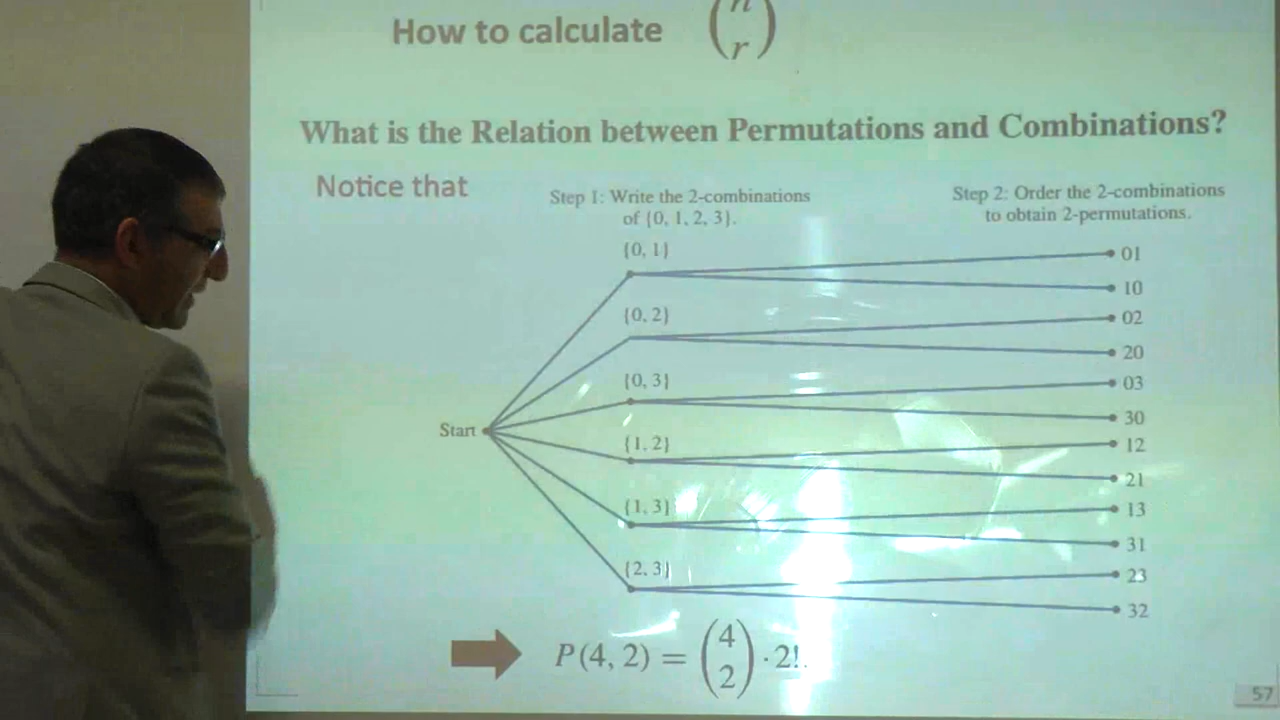 How to calculate (n r)
What is the Relation between Permutations and Combinations?
Notice that
Step 1: Write the 2-combinations
of {0, 1, 2, 3}.
Step 2: Order the 2-combinations
to obtain 2-permutations.
{0, 1}
01
10
{0, 2}
02
20
{0, 3}
03
30
Start
{1, 2}
12
21
{1, 3}
13
31
{2, 3}
23
32
P(4, 2) = (4 2) · 2!.
57